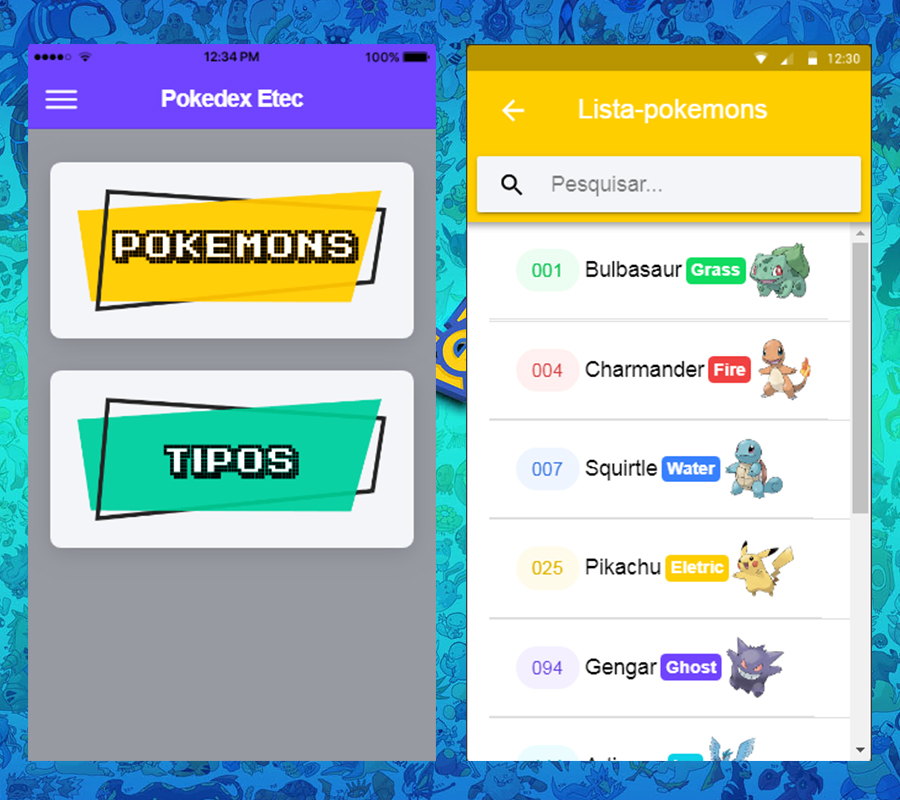 12:34 PM 100%
Pokedex Etec
POKEMONS
TIPOS
12:30
Lista-pokemons
Pesquisar...
001 Bulbasaur Grass
004 Charmander Fire
007 Squirtle Water
025 Pikachu Eletric
094 Gengar Ghost